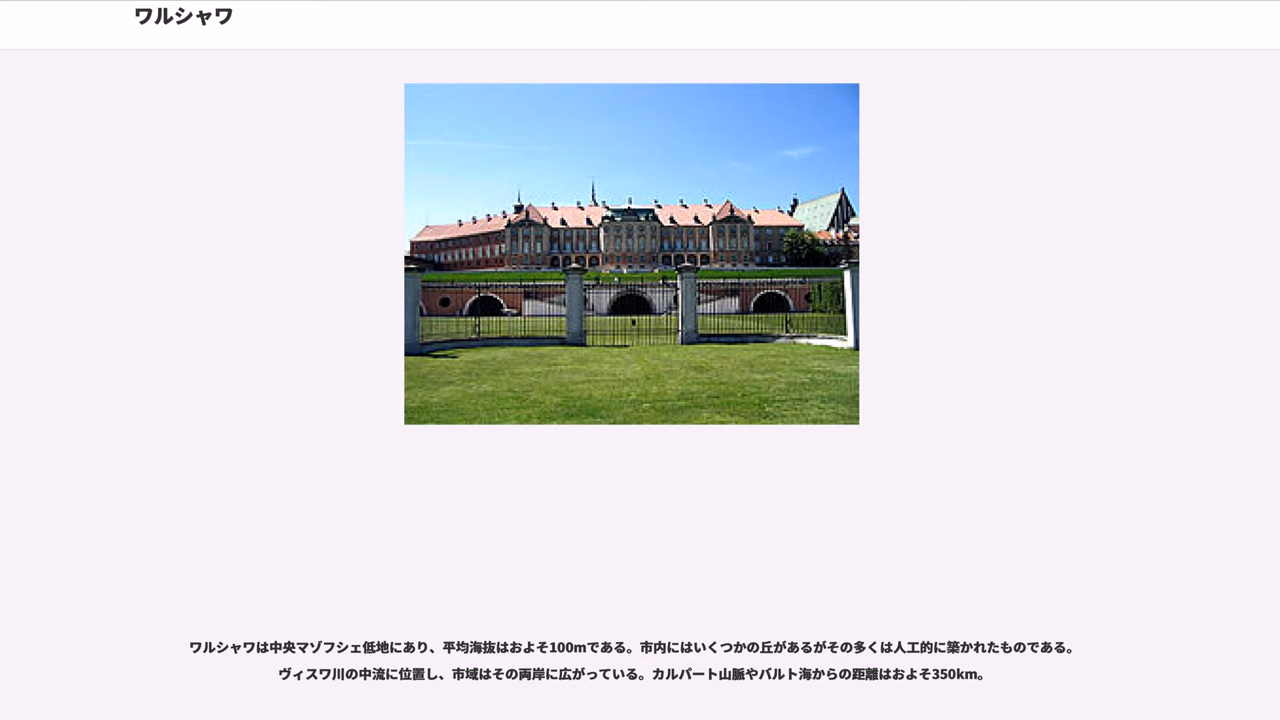 ワルシャワ
ワルシャワは中央マゾフシェ低地にあり、平均海抜はおよそ100mである。市内にはいくつかの丘があるがその多くは人工的に築かれたものである。
ヴィスワ川の中流に位置し、市域はその両岸に広がっている。カルパート山脈やバルト海からの距離はおよそ350km。